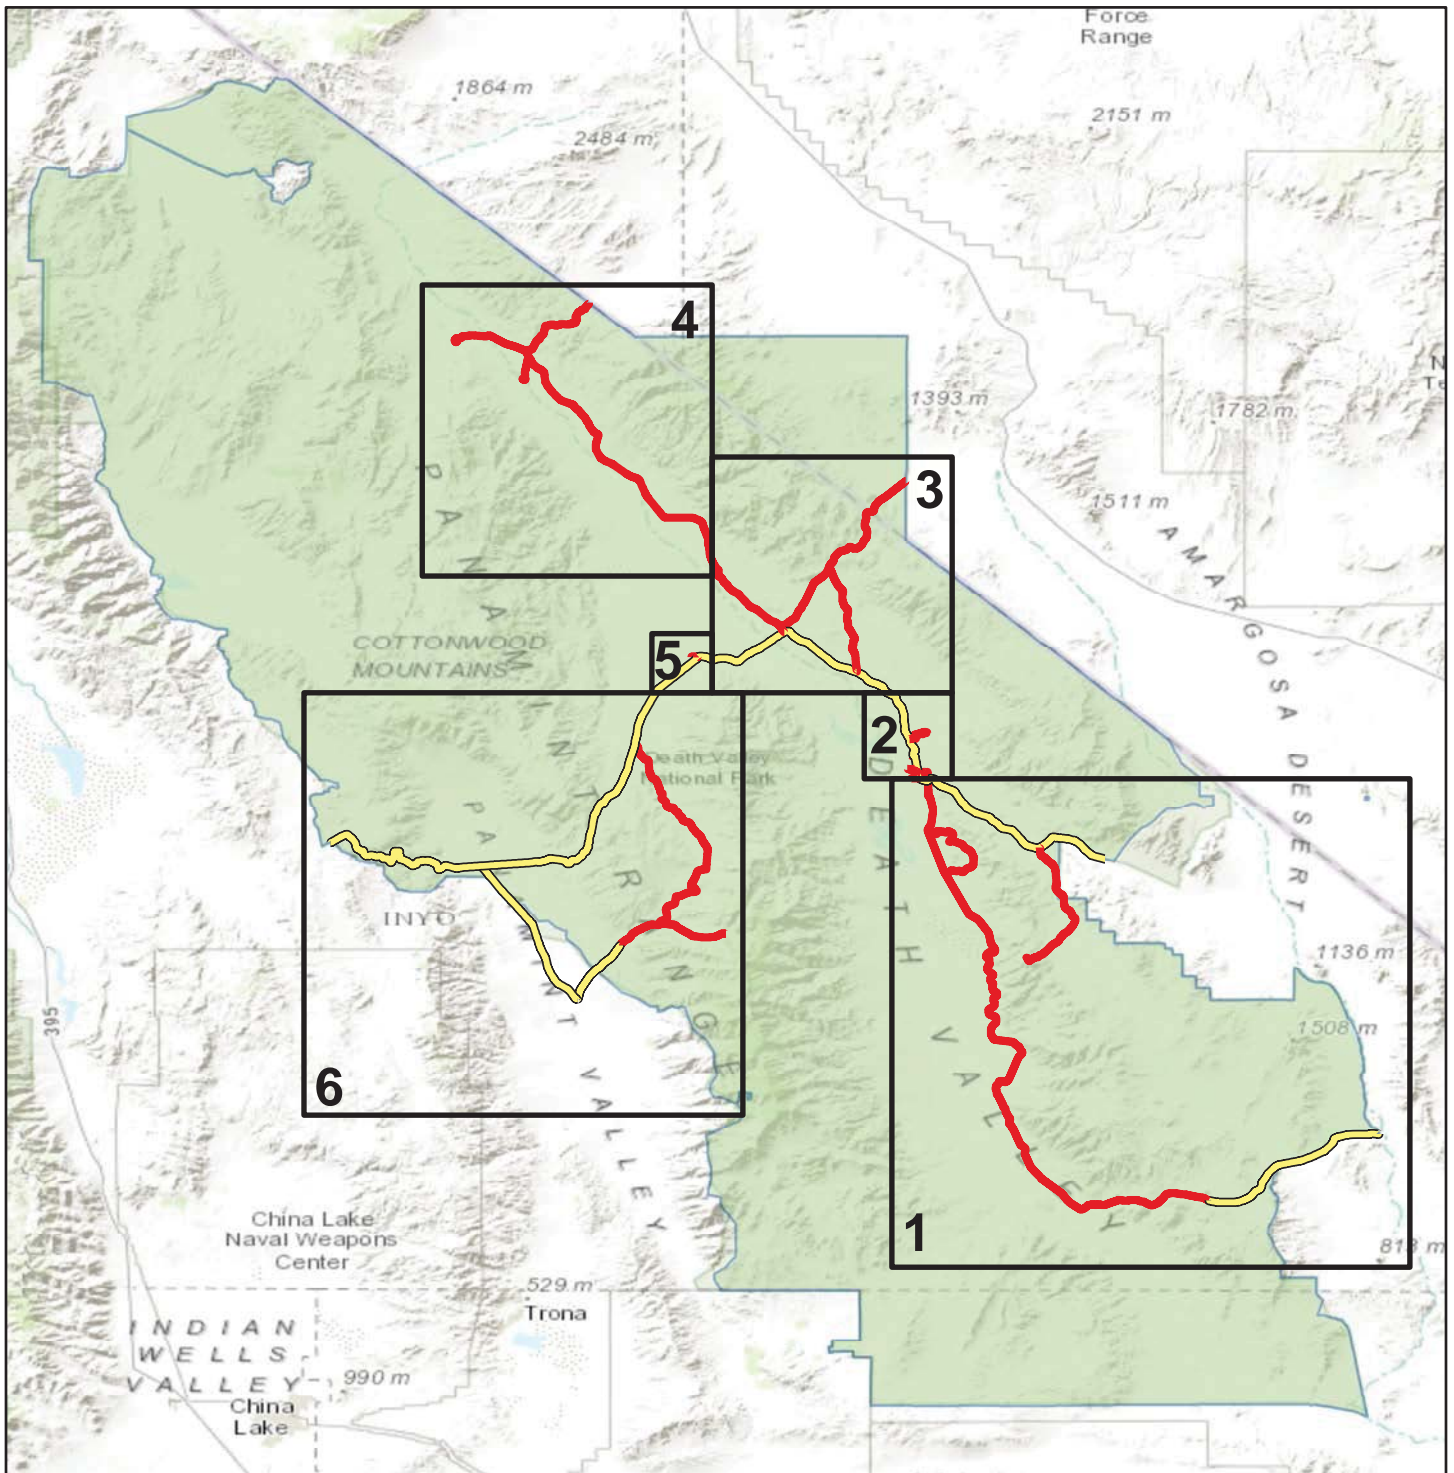 Force
Range
1864 m
2484 m
2151 m
4
N
Te
1393 m
1782 m
3
1511 m
PANAMINT RANGE
AMARGOSA DESERT
COTTONWOOD
MOUNTAINS
5
2
Death Valley
National Park
DEATH VALLEY
PANAMINT VALLEY
INYO
1136 m
395
1508 m
6
China Lake
Naval Weapons
Center
1
813 m
529 m
Trona
INDIAN
WELLS
VALLEY
990 m
China
Lake